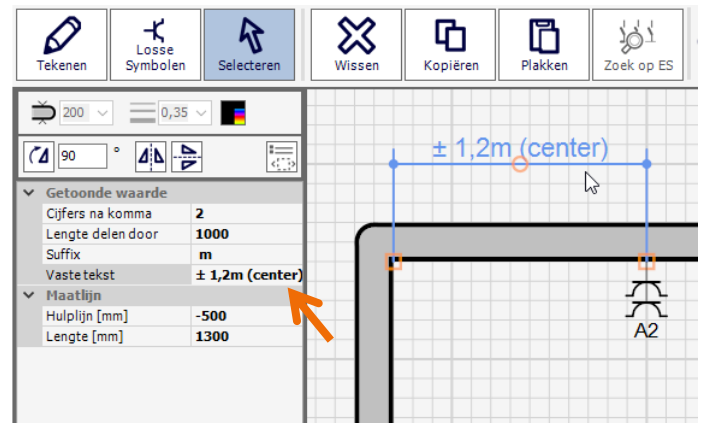 Tekenen
Losse
Symbolen
Selecteren
Wissen
Kopiëren
Plakken
Zoek op ES
200
0,35
90
°
Getoonde waarde
Cijfers na komma 2
Lengte delen door 1000
Suffix m
Vaste tekst ± 1,2m (center)
Maatlijn
Hulplijn [mm] -500
Lengte [mm] 1300
± 1,2m (center)
A2